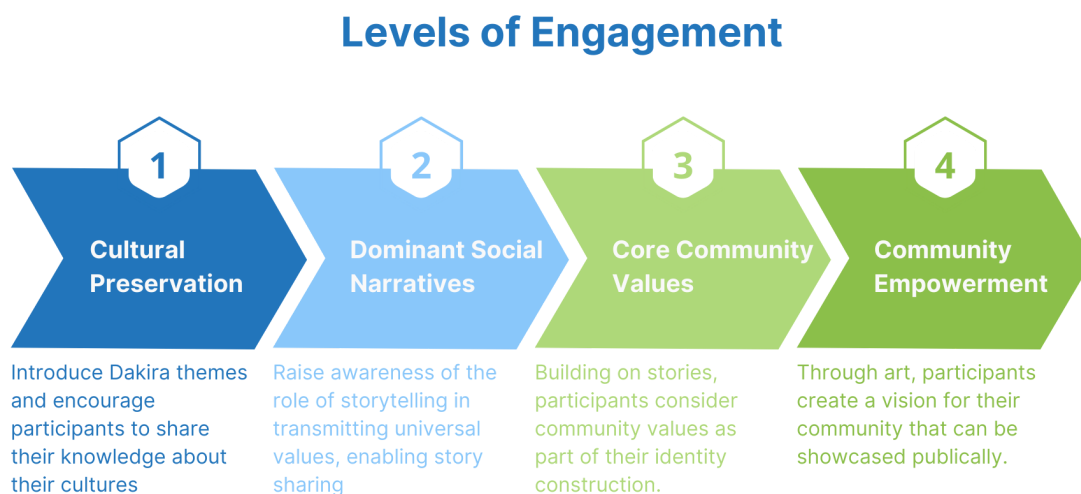 Levels of Engagement
1
Cultural
Preservation
Introduce Dakira themes
and encourage
participants to share
their knowledge about
their cultures
2
Dominant Social
Narratives
Raise awareness of the
role of storytelling in
transmitting universal
values, enabling story
sharing
3
Core Community
Values
Building on stories,
participants consider
community values as
part of their identity
construction.
4
Community
Empowerment
Through art, participants
create a vision for their
community that can be
showcased publically.